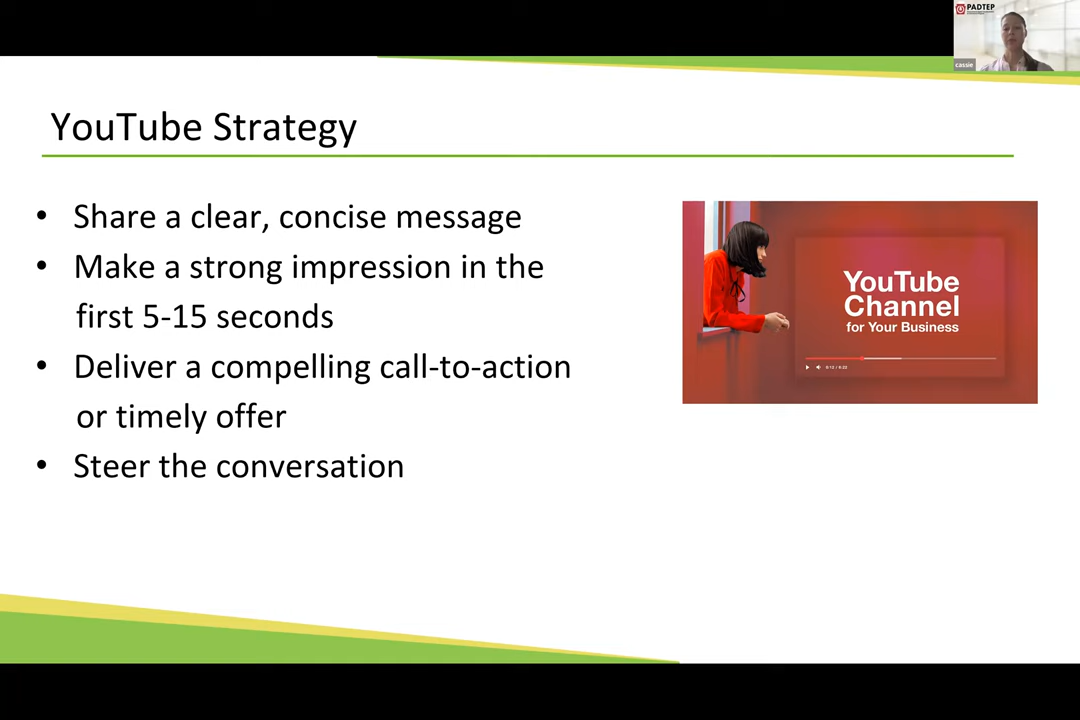 PADTEP
cassie
YouTube Strategy
• Share a clear, concise message
• Make a strong impression in the
first 5-15 seconds
• Deliver a compelling call-to-action
or timely offer
• Steer the conversation
YouTube
Channel
for Your Business